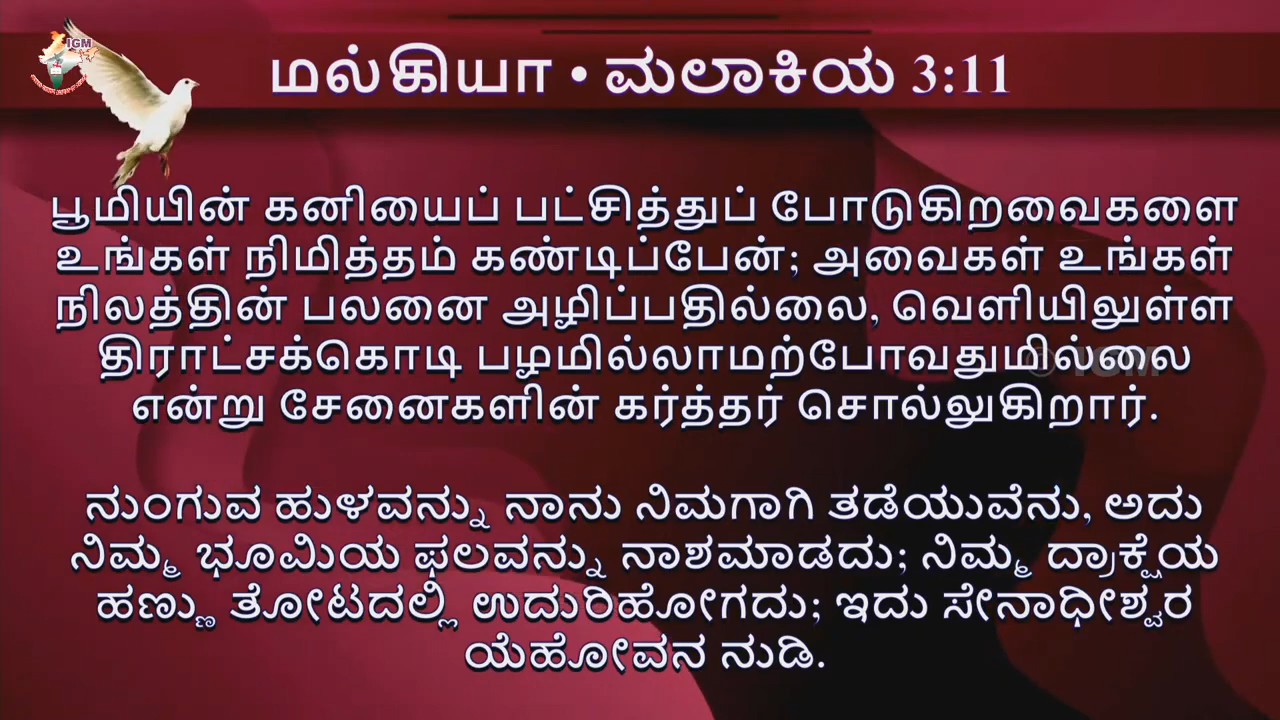 IGM
மல்கியா • ಮಲಾಕಿಯ 3:11
பூமியின் கனியைப் பட்சித்துப் போடுகிறவைகளை
உங்கள் நிமித்தம் கண்டிப்பேன்; அவைகள் உங்கள்
நிலத்தின் பலனை அழிப்பதில்லை, வெளியிலுள்ள
திராட்சக்கொடி பழமில்லாமற்போவதுமில்லை
© IGM
என்று சேனைகளின் கர்த்தர் சொல்லுகிறார்.
ನುಂಗುವ ಹುಳವನ್ನು ನಾನು ನಿಮಗಾಗಿ ತಡೆಯುವೆನು, ಅದು
ನಿಮ್ಮ ಭೂಮಿಯ ಫಲವನ್ನು ನಾಶಮಾಡದು; ನಿಮ್ಮ ದ್ರಾಕ್ಷೆಯ
ಹಣ್ಣು ತೋಟದಲ್ಲಿ ಉದುರಿಹೋಗದು; ಇದು ಸೇನಾಧೀಶ್ವರ
ಯೆಹೋವನ ನುಡಿ.